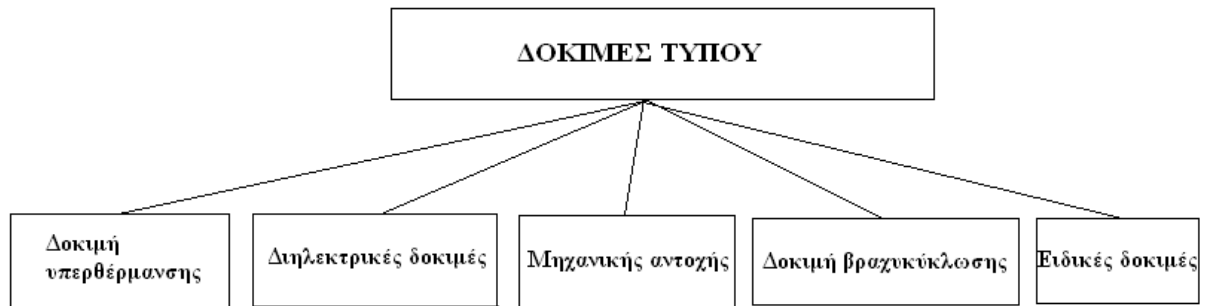 ΔΟΚΙΜΕΣ ΤΥΠΟΥ
Δοκιμή
υπερθέρμανσης
Διηλεκτρικές δοκιμές
Μηχανικής αντοχής
Δοκιμή βραχυκύκλωσης
Ειδικές δοκιμές